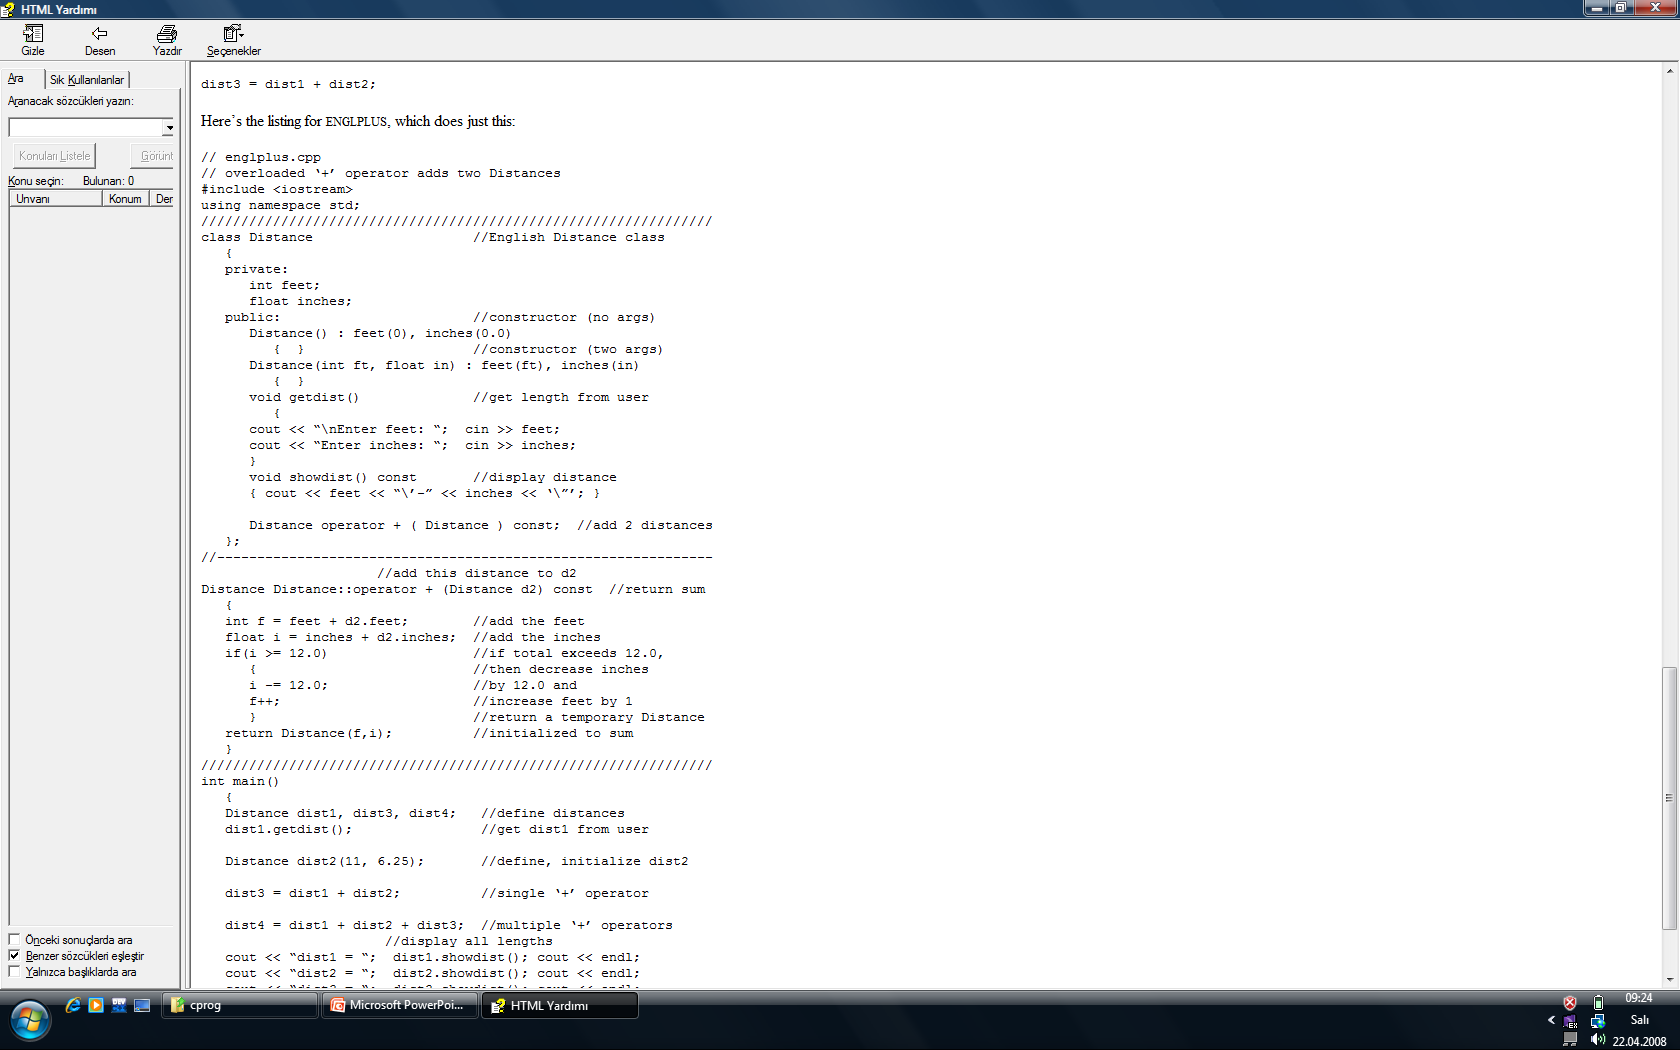 HTML Yardımı
Gizle
Desen
Yazdır
Seçenekler
Ara
Sık Kullanılanlar
Aranacak sözcükleri yazın:
Konuları Listele
Görünt
Konu seçin: Bulunan: 0
Unvanı Konum Der
Önceki sonuçlarda ara
Benzer sözcükleri eşleştir
Yalnızca başlıklarda ara
dist3 = dist1 + dist2;
Here's the listing for ENGLPLUS, which does just this:
// englplus.cpp
// overloaded ‘+’ operator adds two Distances
#include <iostream>
using namespace std;
////////////////////////////////////////////////////////////////
class Distance                    //English Distance class
   {
   private:
      int feet;
      float inches;
   public:                        //constructor (no args)
      Distance() : feet(0), inches(0.0)
         {  }                     //constructor (two args)
      Distance(int ft, float in) : feet(ft), inches(in)
         {  }
      void getdist()              //get length from user
         {
      cout << “\nEnter feet: “;  cin >> feet;
      cout << “Enter inches: “;  cin >> inches;
      }
      void showdist() const       //display distance
      { cout << feet << “\’-” << inches << ‘\”’; }
      Distance operator + ( Distance ) const;  //add 2 distances
   };
//--------------------------------------------------------------
                      //add this distance to d2
Distance Distance::operator + (Distance d2) const  //return sum
   {
   int f = feet + d2.feet;        //add the feet
   float i = inches + d2.inches;  //add the inches
   if(i >= 12.0)                  //if total exceeds 12.0,
      {                           //then decrease inches
      i -= 12.0;                  //by 12.0 and
      f++;                        //increase feet by 1
      }                           //return a temporary Distance
   return Distance(f,i);          //initialized to sum
   }
////////////////////////////////////////////////////////////////
int main()
   {
   Distance dist1, dist3, dist4;   //define distances
   dist1.getdist();                //get dist1 from user
   Distance dist2(11, 6.25);       //define, initialize dist2
   dist3 = dist1 + dist2;          //single ‘+’ operator
   dist4 = dist1 + dist2 + dist3;  //multiple ‘+’ operators
                       //display all lengths
   cout << “dist1 = “;  dist1.showdist(); cout << endl;
   cout << “dist2 = “;  dist2.showdist(); cout << endl;
   cout << “dist3 = “;  dist3.showdist(); cout << endl;
cprog
Microsoft PowerPoi...
HTML Yardımı
09:24
Salı
22.04.2008